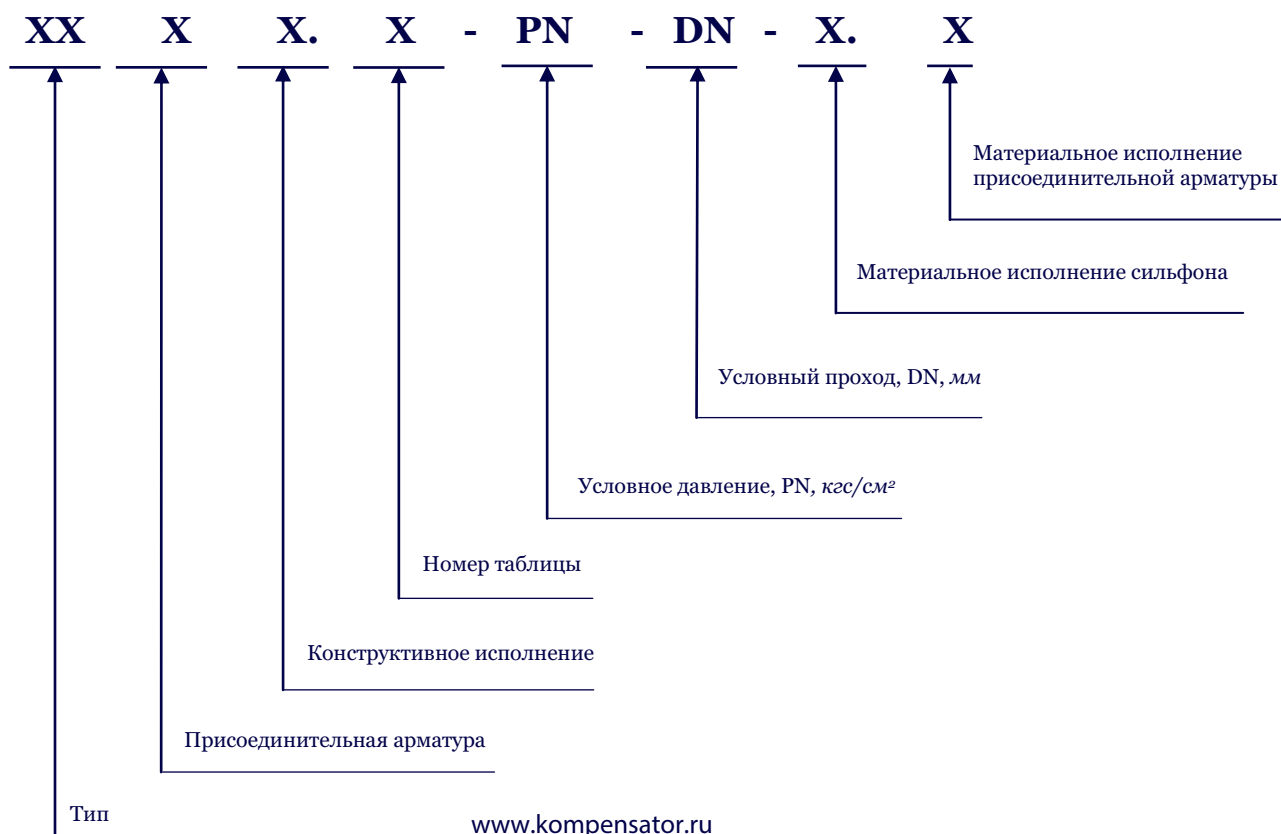 XX X X. X - PN - DN - X. X
Материальное исполнение
присоединительной арматуры
Материальное исполнение сильфона
Условный проход, DN, мм
Условное давление, PN, кгс/см²
Номер таблицы
Конструктивное исполнение
Присоединительная арматура
Тип
www.kompensator.ru